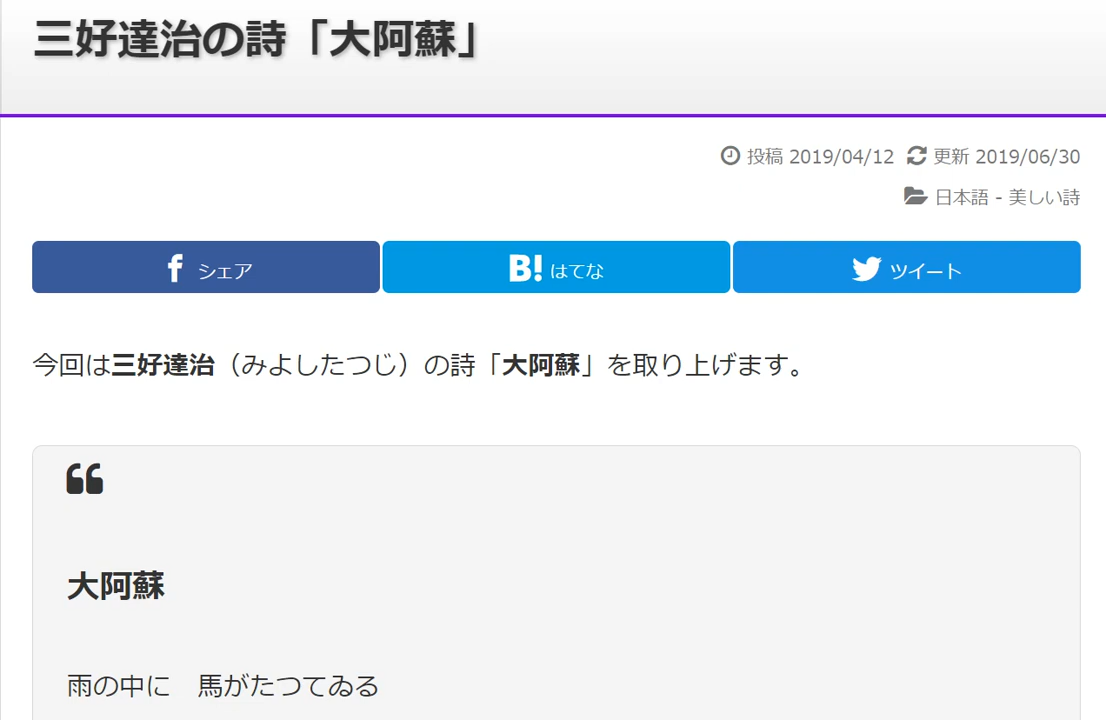 三好達治の詩「大阿蘇」
投稿 2019/04/12 更新 2019/06/30
日本語 - 美しい詩
シェア B! はてな ツイート
今回は三好達治（みよしたつじ）の詩「大阿蘇」を取り上げます。
大阿蘇
雨の中に　馬がたつてゐる